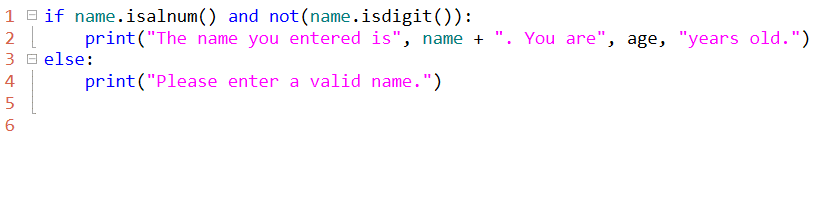 1 if name.isalnum() and not(name.isdigit()):
2     print("The name you entered is", name + ". You are", age, "years old.")
3 else:
4     print("Please enter a valid name.")
5
6